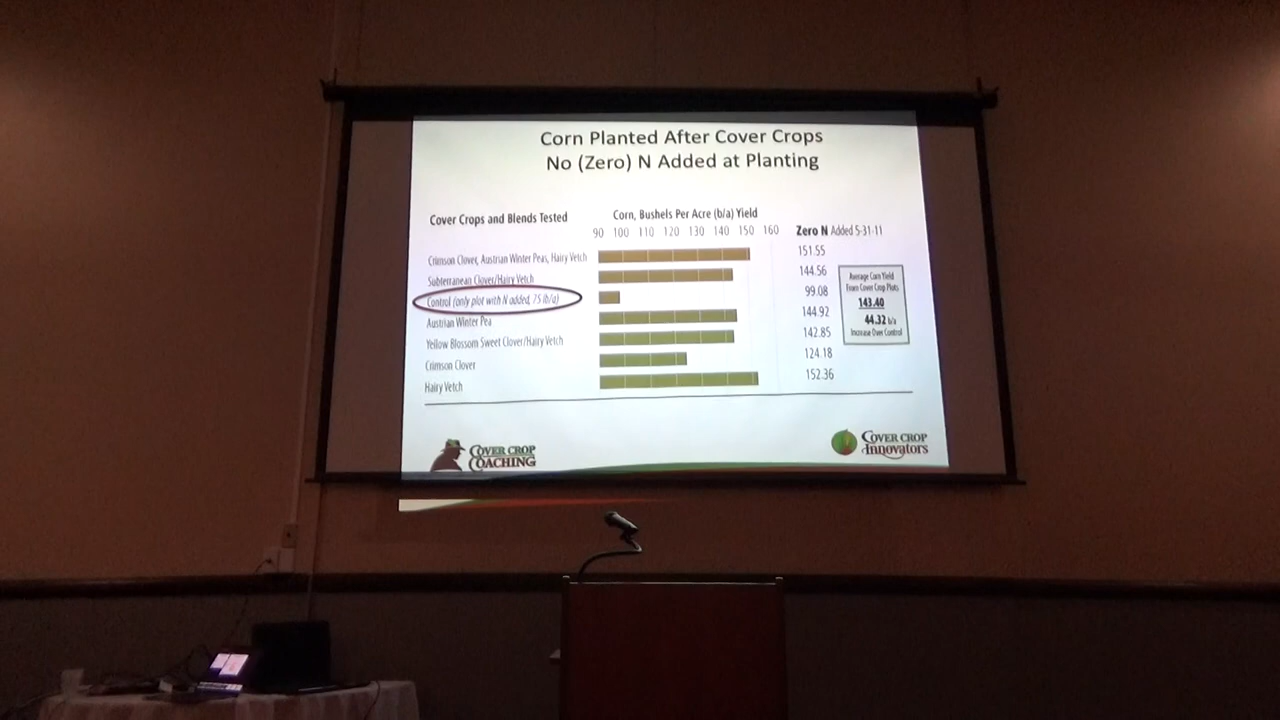 Corn Planted After Cover Crops
No (Zero) N Added at Planting
Cover Crops and Blends Tested
Corn, Bushels Per Acre (b/a) Yield
90 100 110 120 130 140 150 160
Zero N Added 5-31-11
Crimson Clover, Austrian Winter Peas, Hairy Vetch 151.55
Subterranean Clover/Hairy Vetch 144.56
Control (only plot with N added, 75 lb/a) 99.08
Austrian Winter Pea 144.92
Yellow Blossom Sweet Clover/Hairy Vetch 142.85
Crimson Clover 124.18
Hairy Vetch 152.36
Average Corn Yield
From Cover Crop Plots
143.40
44.32 b/a
Increase Over Control
COVER CROP
COACHING
COVER CROP
Innovators